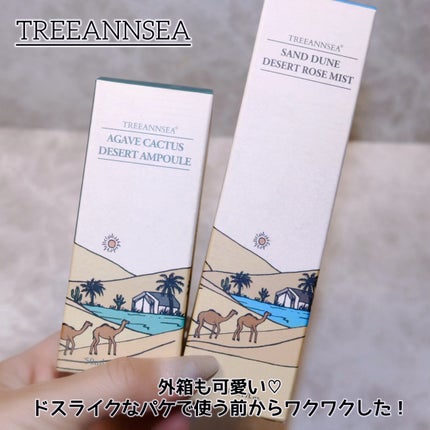 TREEANNSEA
TREEANNSEA®
SAND DUNE
DESERT ROSE MIST
TREEANNSEA®
AGAVE CACTUS
DESERT AMPOULE
外箱も可愛い♡
ドスライクなパケで使う前からワクワクした！